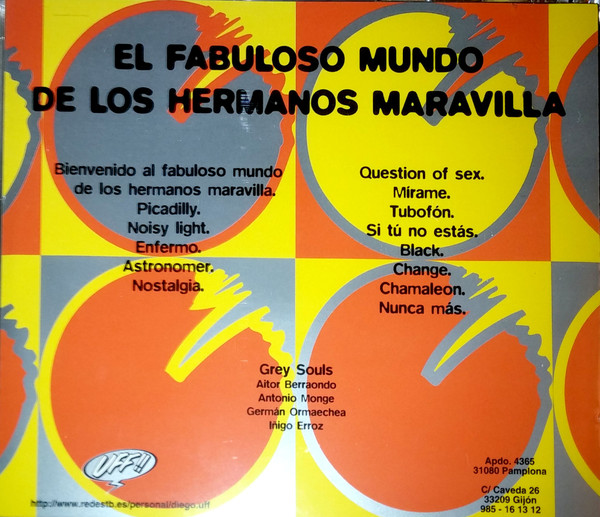 EL FABULOSO MUNDO
DE LOS HERMANOS MARAVILLA
Bienvenido al fabuloso mundo
de los hermanos maravilla.
Picadilly.
Noisy light.
Enfermo.
Astronomer.
Nostalgia.
Question of sex.
Mírame.
Tubofón.
Si tú no estás.
Black.
Change.
Chamaleon.
Nunca más.
Grey Souls
Aitor Berraondo
Antonio Monge
Germán Ormaechea
Iñigo Erroz
UFF!!
http://www.redestb.es/personal/diego.uff
Apdo. 4365
31080 Pamplona
C/ Caveda 26
33209 Gijón
985 - 16 13 12